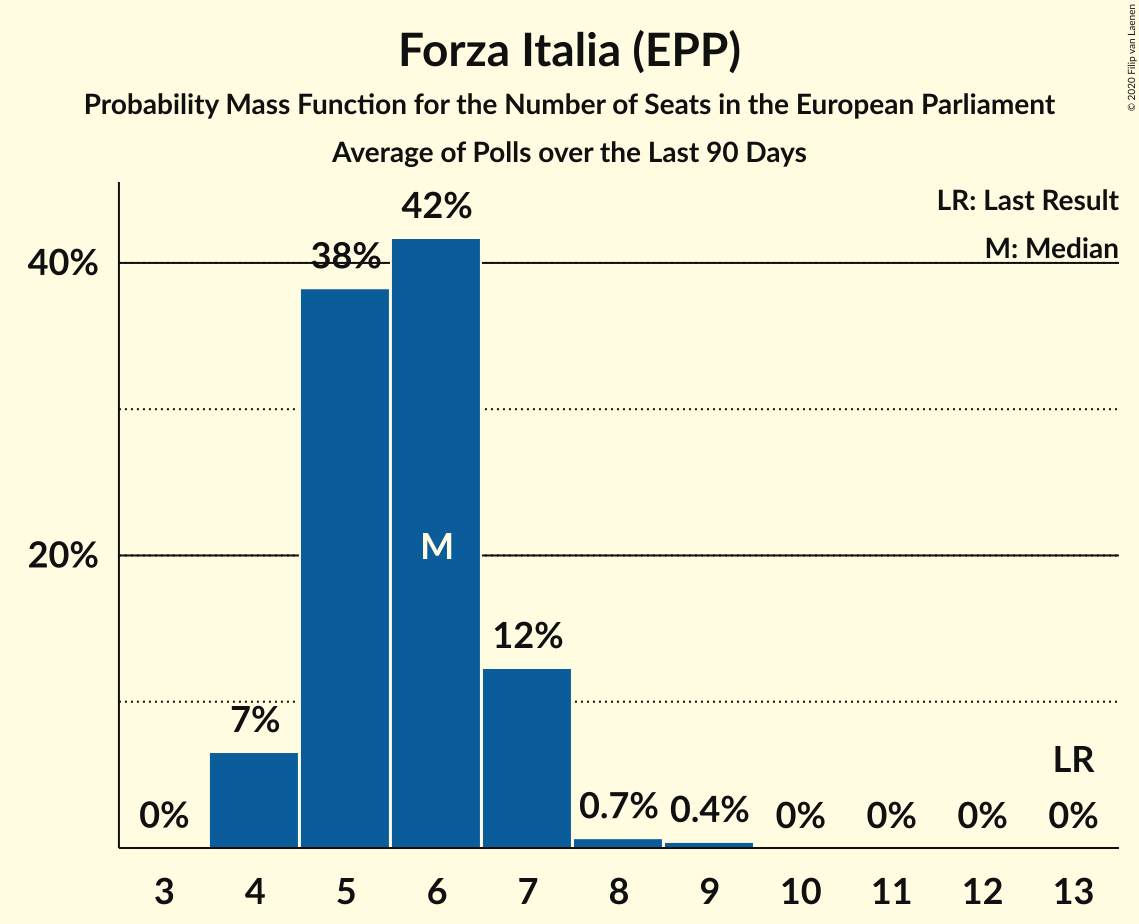 Forza Italia (EPP)
Probability Mass Function for the Number of Seats in the European Parliament
Average of Polls over the Last 90 Days
© 2020 Filip van Laenen
LR: Last Result
M: Median
40%
20%
0%
7%
38%
42%
M
12%
0.7%
0.4%
0%
0%
0%
LR
0%
3 4 5 6 7 8 9 10 11 12 13